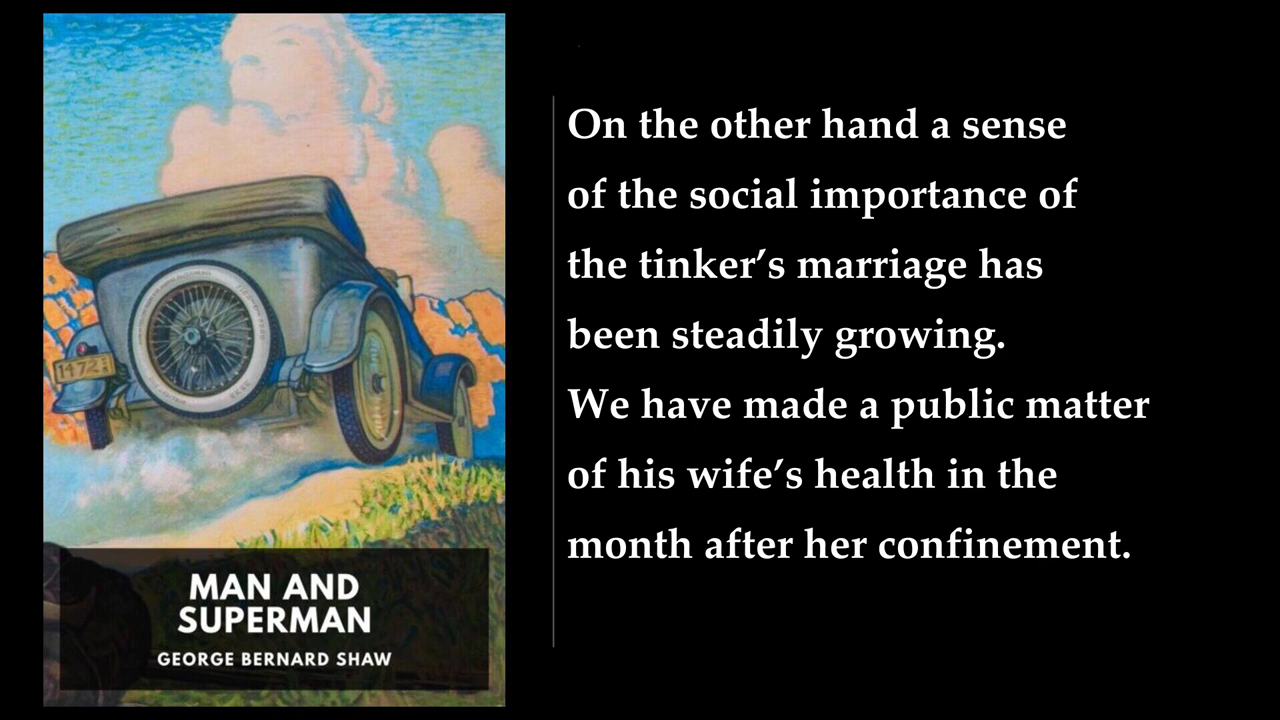 1472
MAN AND
SUPERMAN
GEORGE BERNARD SHAW
On the other hand a sense
of the social importance of
the tinker’s marriage has
been steadily growing.
We have made a public matter
of his wife’s health in the
month after her confinement.